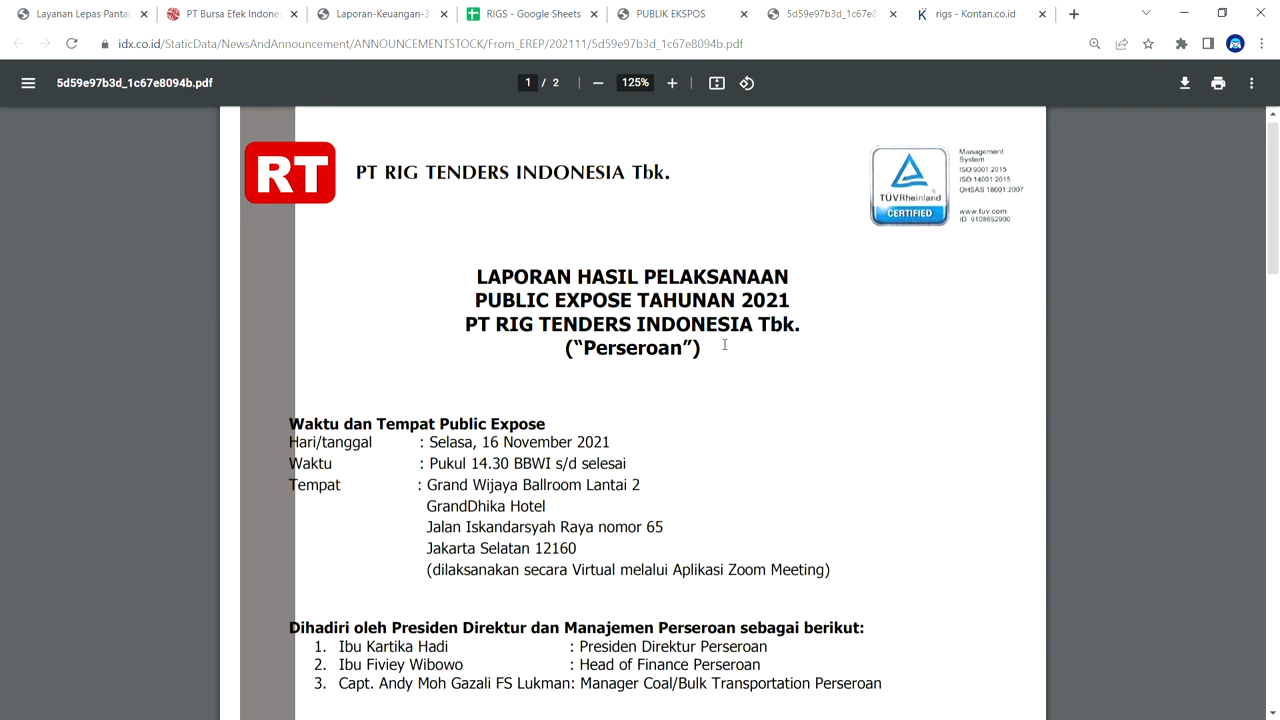 Layanan Lepas Pantai
PT Bursa Efek Indones
Laporan-Keuangan-3
RIGS - Google Sheets
PUBLIK EKSPOS
5d59e97b3d_1c67e8
rigs - Kontan.co.id
idx.co.id/StaticData/NewsAndAnnouncement/ANNOUNCEMENTSTOCK/From_EREP/202111/5d59e97b3d_1c67e8094b.pdf
5d59e97b3d_1c67e8094b.pdf
1 / 2
125%
RT
PT RIG TENDERS INDONESIA Tbk.
TÜVRheinland
CERTIFIED
Management
System
ISO 9001:2015
ISO 14001:2015
OHSAS 18001:2007
www.tuv.com
ID 9108652900
LAPORAN HASIL PELAKSANAAN
PUBLIC EXPOSE TAHUNAN 2021
PT RIG TENDERS INDONESIA Tbk.
(“Perseroan”)
Waktu dan Tempat Public Expose
Hari/tanggal : Selasa, 16 November 2021
Waktu : Pukul 14.30 BBWI s/d selesai
Tempat : Grand Wijaya Ballroom Lantai 2
GrandDhika Hotel
Jalan Iskandarsyah Raya nomor 65
Jakarta Selatan 12160
(dilaksanakan secara Virtual melalui Aplikasi Zoom Meeting)
Dihadiri oleh Presiden Direktur dan Manajemen Perseroan sebagai berikut:
1. Ibu Kartika Hadi : Presiden Direktur Perseroan
2. Ibu Fiviey Wibowo : Head of Finance Perseroan
3. Capt. Andy Moh Gazali FS Lukman: Manager Coal/Bulk Transportation Perseroan